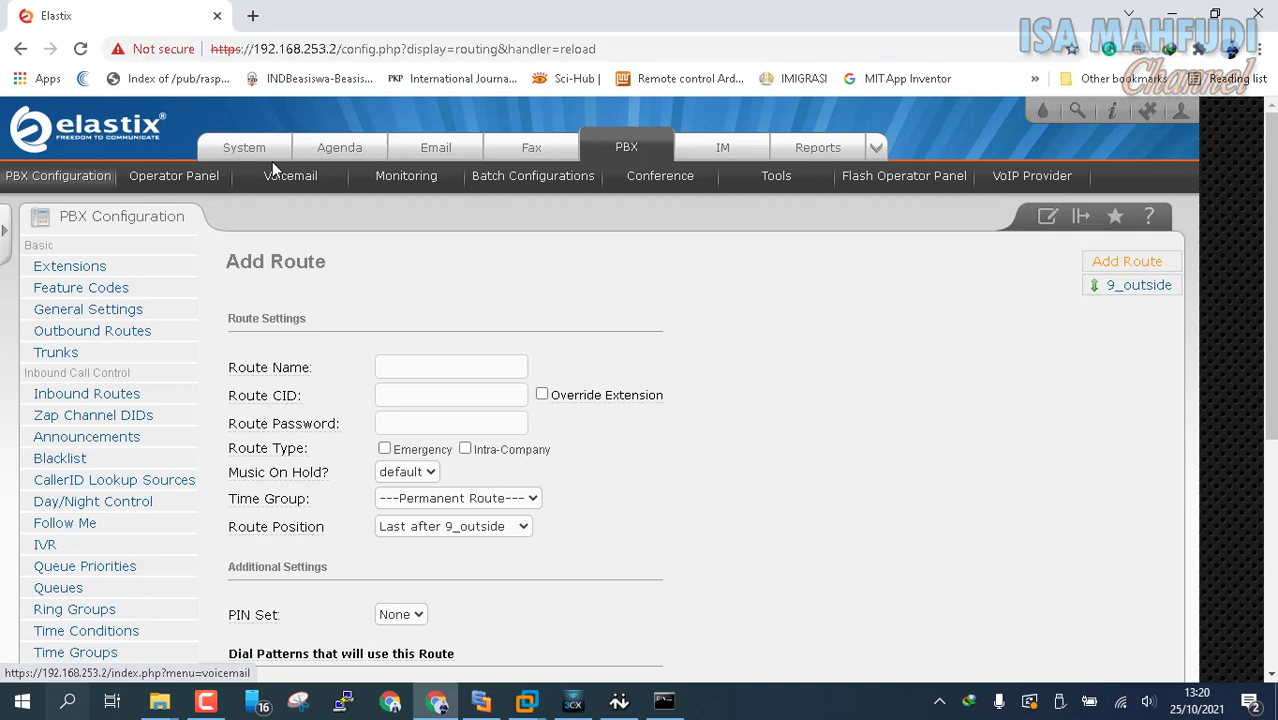 Elastix
ISA MAHFUDI
Channel
Not secure https://192.168.253.2/config.php?display=routing&handler=reload
Apps Index of /pub/rasp... INDBeasiswa-Beasis... PKP International Journa... Sci-Hub | Remote control Ard... IMIGRASI MIT App Inventor » Other bookmarks Reading list
elastix
FREEDOM TO COMMUNICATE
System Agenda Email Fax PBX IM Reports
PBX Configuration Operator Panel Voicemail Monitoring Batch Configurations Conference Tools Flash Operator Panel VoIP Provider
PBX Configuration
Basic
Extensions
Feature Codes
General Settings
Outbound Routes
Trunks
Inbound Call Control
Inbound Routes
Zap Channel DIDs
Announcements
Blacklist
CallerID Lookup Sources
Day/Night Control
Follow Me
IVR
Queue Priorities
Queues
Ring Groups
Time Conditions
Time Groups
Add Route
Add Route
9_outside
Route Settings
Route Name:
Route CID: Override Extension
Route Password:
Route Type: Emergency Intra-Company
Music On Hold? default
Time Group: ---Permanent Route---
Route Position Last after 9_outside
Additional Settings
PIN Set: None
Dial Patterns that will use this Route
https://192.168.253.2/index.php?menu=voicemail
16
3CX
13:20
25/10/2021
2